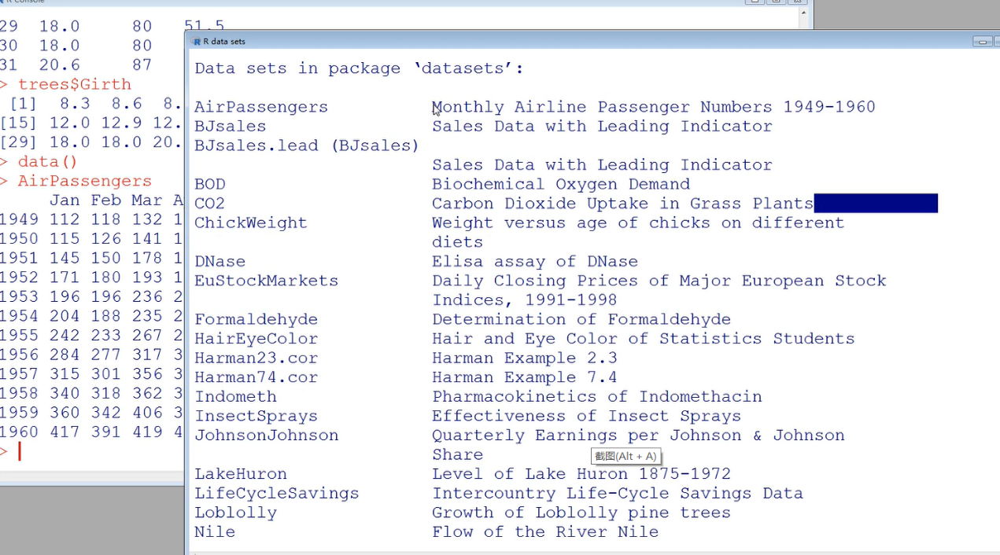 R Console
29 18.0 80 51.5
30 18.0 80
31 20.6 87
> trees$Girth
[1] 8.3 8.6 8.
[15] 12.0 12.9 12.
[29] 18.0 18.0 20.
> data()
> AirPassengers
Jan Feb Mar A
1949 112 118 132 1
1950 115 126 141 1
1951 145 150 178 1
1952 171 180 193 1
1953 196 196 236 2
1954 204 188 235 2
1955 242 233 267 2
1956 284 277 317 3
1957 315 301 356 3
1958 340 318 362 3
1959 360 342 406 3
1960 417 391 419 4
>
R data sets
Data sets in package ‘datasets’:
AirPassengers Monthly Airline Passenger Numbers 1949-1960
BJsales Sales Data with Leading Indicator
BJsales.lead (BJsales)
Sales Data with Leading Indicator
BOD Biochemical Oxygen Demand
CO2 Carbon Dioxide Uptake in Grass Plants
ChickWeight Weight versus age of chicks on different
diets
DNase Elisa assay of DNase
EuStockMarkets Daily Closing Prices of Major European Stock
Indices, 1991-1998
Formaldehyde Determination of Formaldehyde
HairEyeColor Hair and Eye Color of Statistics Students
Harman23.cor Harman Example 2.3
Harman74.cor Harman Example 7.4
Indometh Pharmacokinetics of Indomethacin
InsectSprays Effectiveness of Insect Sprays
JohnsonJohnson Quarterly Earnings per Johnson & Johnson
Share
截图(Alt + A)
LakeHuron Level of Lake Huron 1875-1972
LifeCycleSavings Intercountry Life-Cycle Savings Data
Loblolly Growth of Loblolly pine trees
Nile Flow of the River Nile